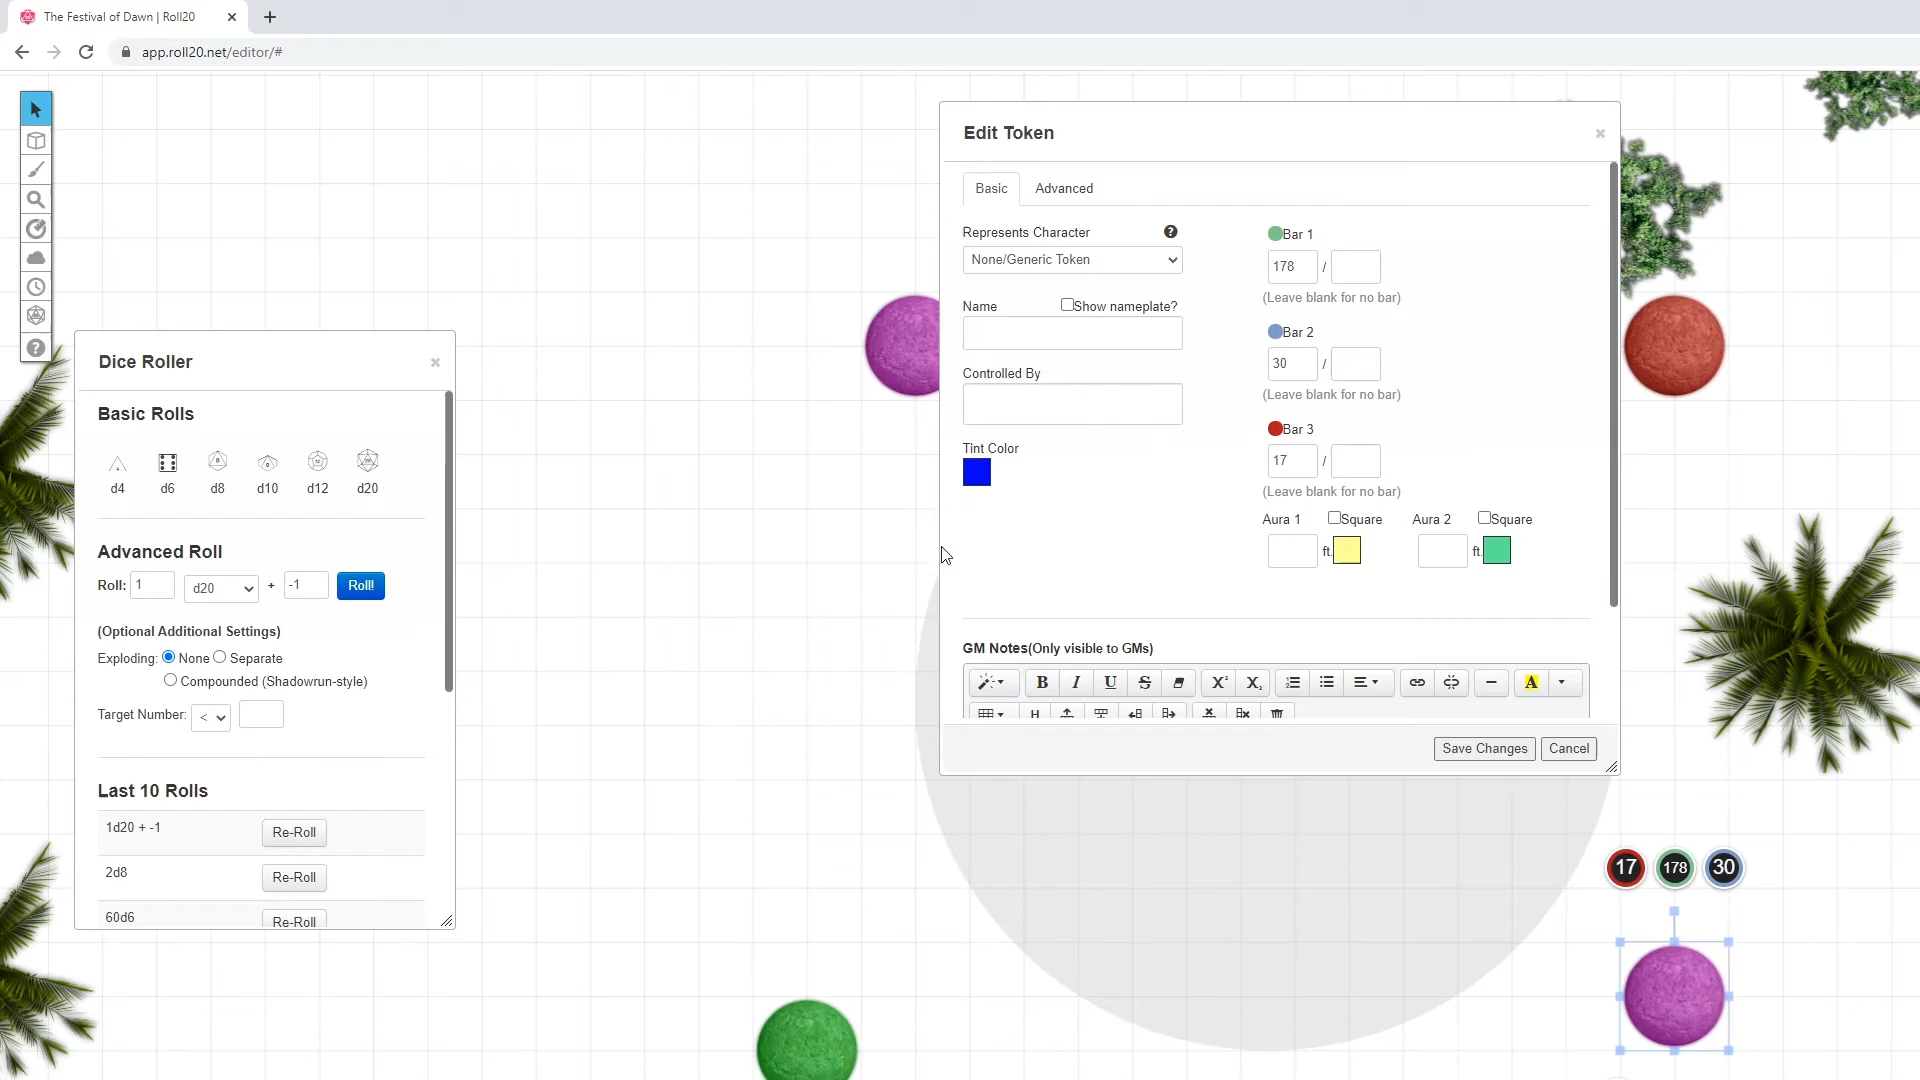 The Festival of Dawn | Roll20
app.roll20.net/editor/#
Edit Token
Basic Advanced
Represents Character
None/Generic Token
Name Show nameplate?
Controlled By
Tint Color
Bar 1
178 /
(Leave blank for no bar)
Bar 2
30 /
(Leave blank for no bar)
Bar 3
17 /
(Leave blank for no bar)
Aura 1 Square Aura 2 Square
ft. ft.
GM Notes(Only visible to GMs)
B I U S X² X₂ A
H
Save Changes Cancel
Dice Roller
Basic Rolls
d4 d6 d8 d10 d12 d20
Advanced Roll
Roll: 1 d20 + -1 Roll!
(Optional Additional Settings)
Exploding: None Separate
Compounded (Shadowrun-style)
Target Number: <
Last 10 Rolls
1d20 + -1 Re-Roll
2d8 Re-Roll
60d6 Re-Roll
17 178 30